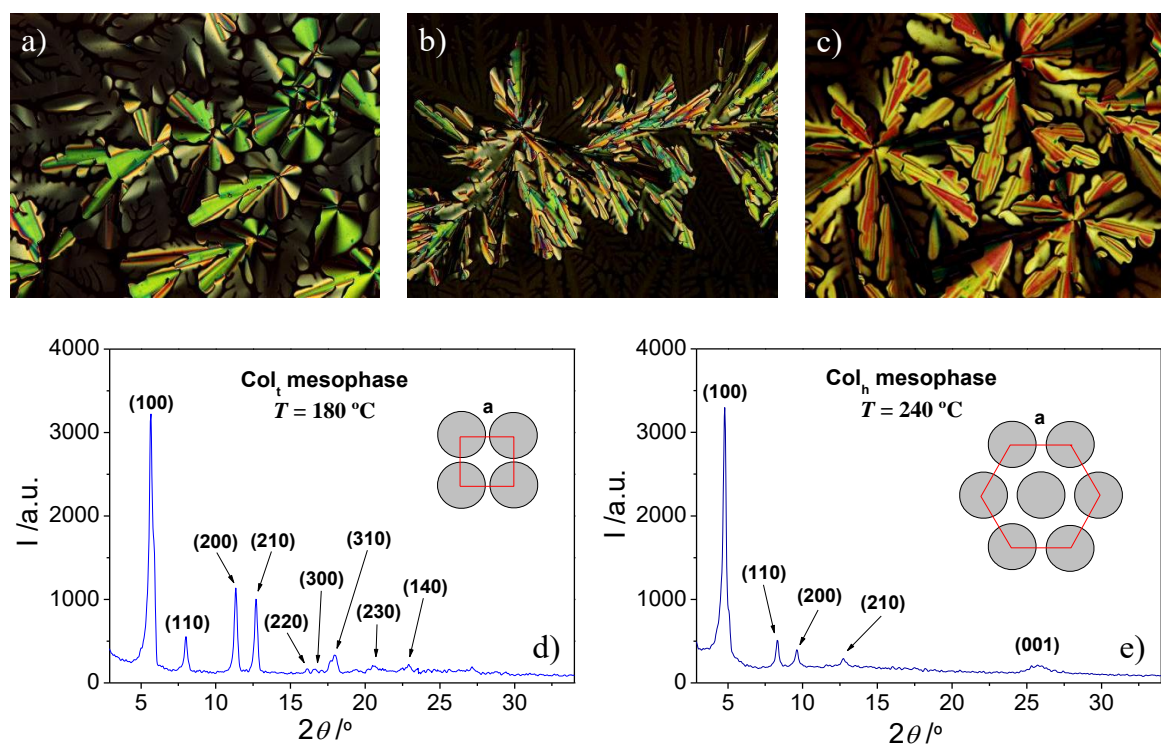 a)
b)
c)
4000
3000
2000
1000
0
I /a.u.
Colt mesophase
T = 180 ºC
a
(100)
(110)
(200)
(210)
(220)
(300)
(310)
(230)
(140)
d)
5 10 15 20 25 30
2θ /º
4000
3000
2000
1000
0
I /a.u.
Colh mesophase
T = 240 ºC
a
(100)
(110)
(200)
(210)
(001)
e)
5 10 15 20 25 30
2θ /º